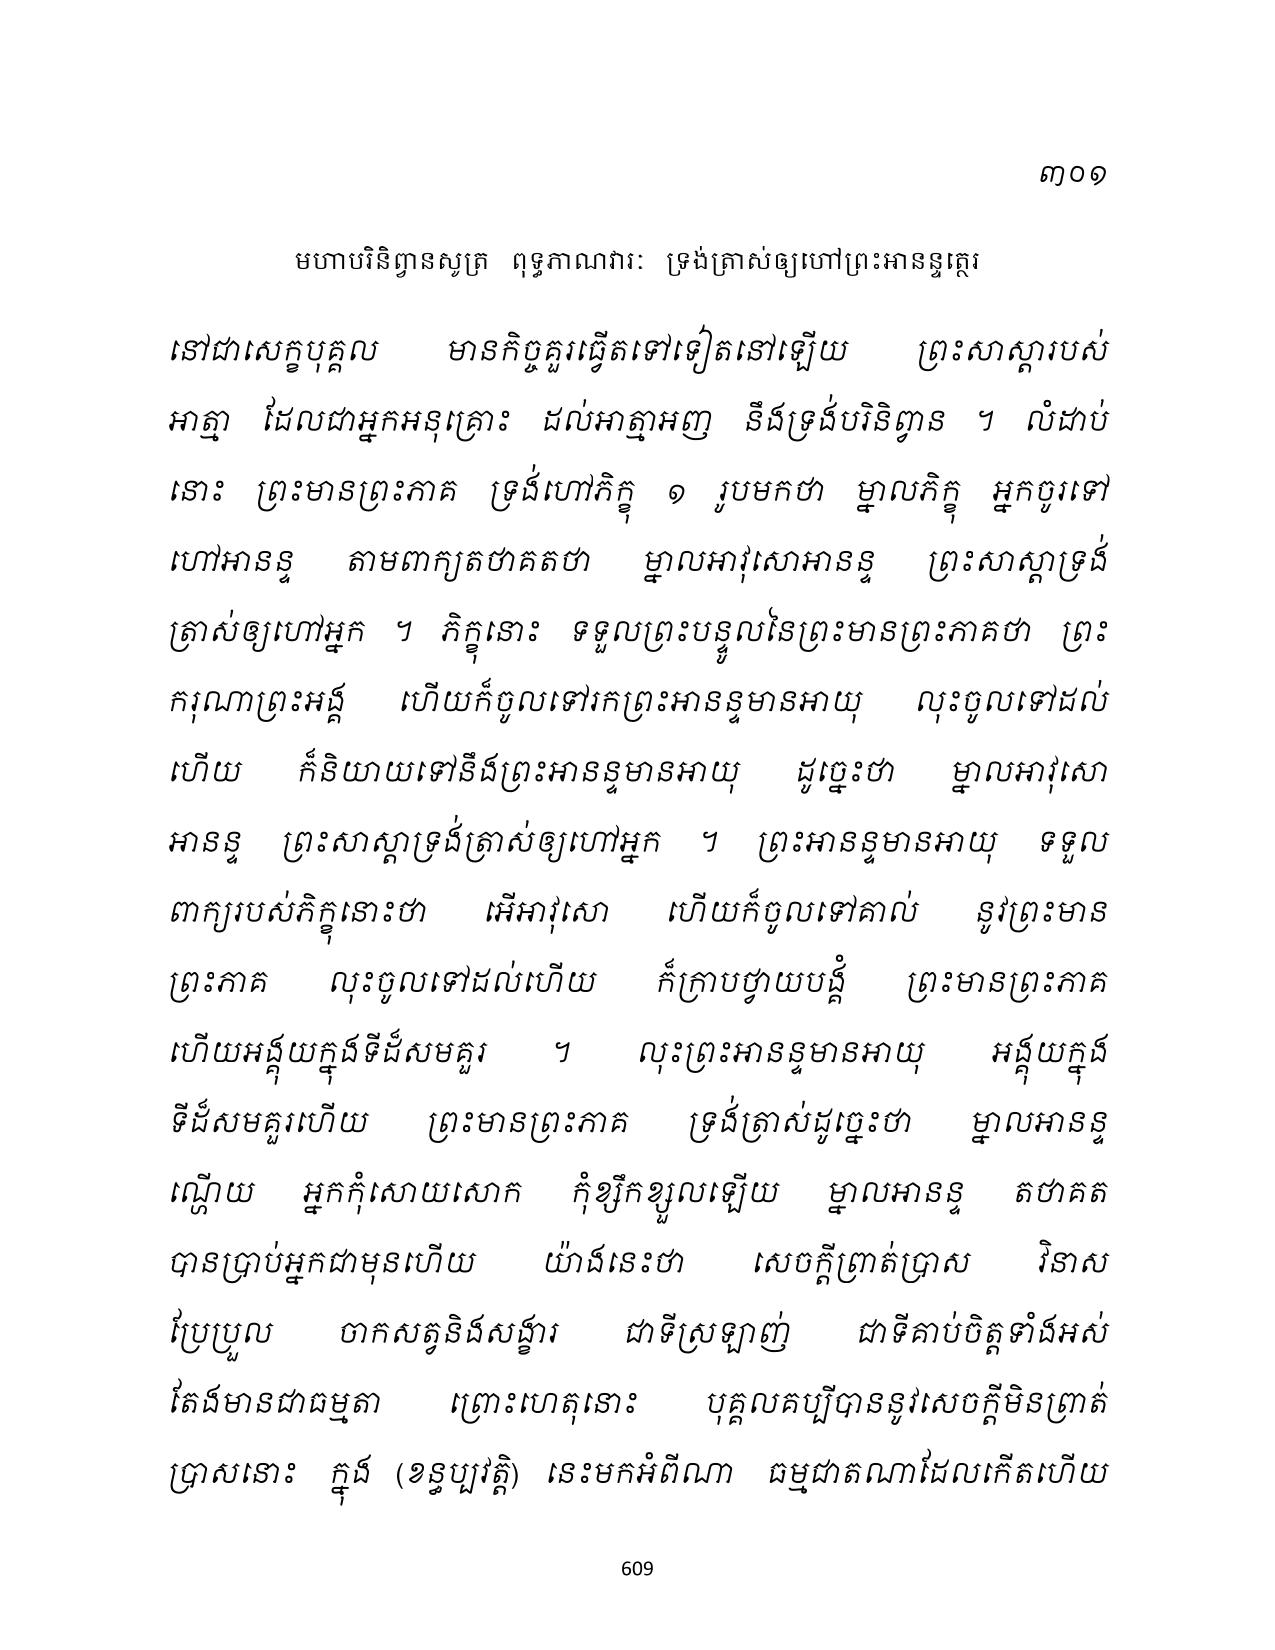 ៣០១
មហាបរិនិព្វានសូត្រ ពុទ្ធភាណវារៈ ទ្រង់ត្រាស់ឲ្យហៅព្រះអានន្ទត្ថេរ
នៅជាសេក្ខបុគ្គល មានកិច្ចគួរធ្វើតទៅទៀតនៅឡើយ ព្រះសាស្តារបស់
អាត្មា ដែលជាអ្នកអនុគ្រោះ ដល់អាត្មាអញ នឹងទ្រង់បរិនិព្វាន ។ លំដាប់
នោះ ព្រះមានព្រះភាគ ទ្រង់ហៅភិក្ខុ ១ រូបមកថា ម្នាលភិក្ខុ អ្នកចូរទៅ
ហៅអានន្ទ តាមពាក្យតថាគតថា ម្នាលអាវុសោអានន្ទ ព្រះសាស្តាទ្រង់
ត្រាស់ឲ្យហៅអ្នក ។ ភិក្ខុនោះ ទទួលព្រះបន្ទូលនៃព្រះមានព្រះភាគថា ព្រះ
ករុណាព្រះអង្គ ហើយក៏ចូលទៅរកព្រះអានន្ទមានអាយុ លុះចូលទៅដល់
ហើយ ក៏និយាយទៅនឹងព្រះអានន្ទមានអាយុ ដូច្នេះថា ម្នាលអាវុសោ
អានន្ទ ព្រះសាស្តាទ្រង់ត្រាស់ឲ្យហៅអ្នក ។ ព្រះអានន្ទមានអាយុ ទទួល
ពាក្យរបស់ភិក្ខុនោះថា អើអាវុសោ ហើយក៏ចូលទៅគាល់ នូវព្រះមាន
ព្រះភាគ លុះចូលទៅដល់ហើយ ក៏ក្រាបថ្វាយបង្គំ ព្រះមានព្រះភាគ
ហើយអង្គុយក្នុងទីដ៏សមគួរ ។ លុះព្រះអានន្ទមានអាយុ អង្គុយក្នុង
ទីដ៏សមគួរហើយ ព្រះមានព្រះភាគ ទ្រង់ត្រាស់ដូច្នេះថា ម្នាលអានន្ទ
ណ្ហើយ អ្នកកុំសោយសោក កុំខ្សឹកខ្សួលឡើយ ម្នាលអានន្ទ តថាគត
បានប្រាប់អ្នកជាមុនហើយ យ៉ាងនេះថា សេចក្តីព្រាត់ប្រាស វិនាស
ប្រែប្រួល ចាកសត្វនិងសង្ខារ ជាទីស្រឡាញ់ ជាទីគាប់ចិត្តទាំងអស់
តែងមានជាធម្មតា ព្រោះហេតុនោះ បុគ្គលគប្បីបាននូវសេចក្តីមិនព្រាត់
ប្រាសនោះ ក្នុង (ខន្ធប្បវត្តិ) នេះមកអំពីណា ធម្មជាតណាដែលកើតហើយ
609